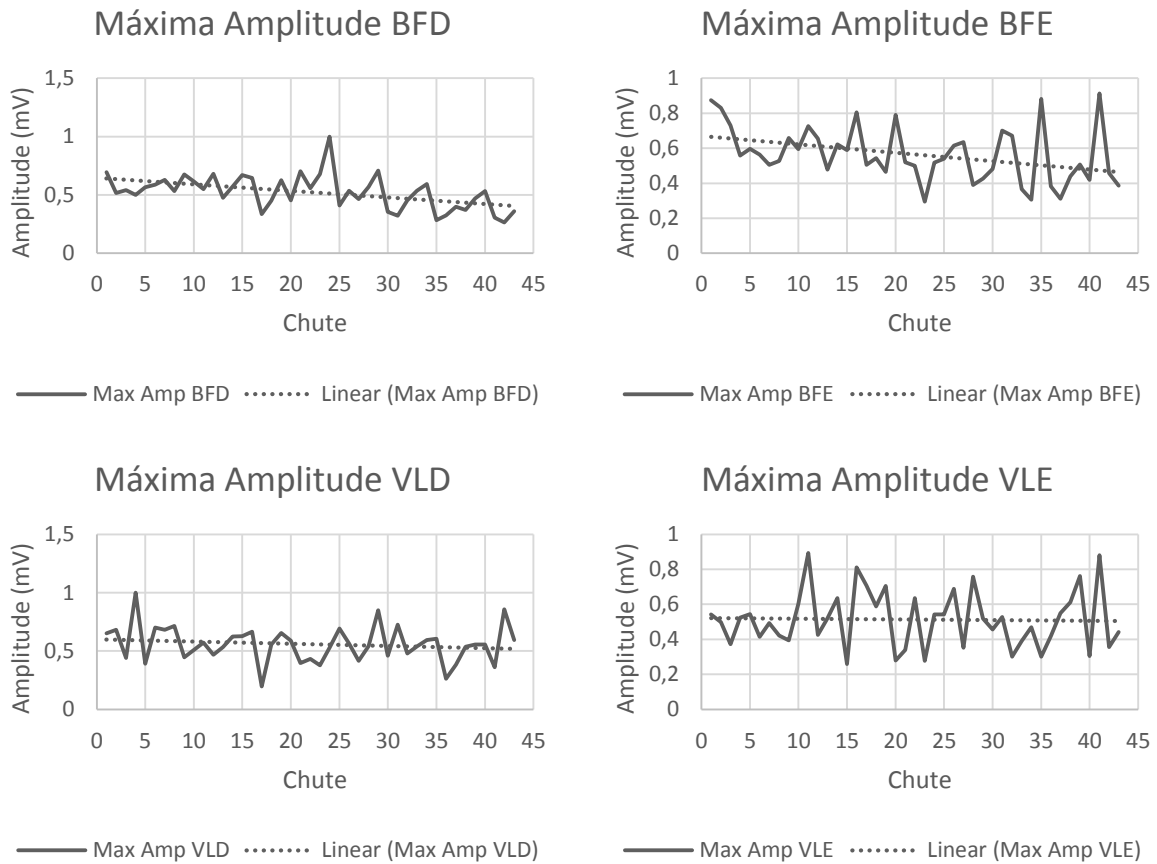 Máxima Amplitude BFD
1,5
1
0,5
0
Amplitude (mV)
0 5 10 15 20 25 30 35 40 45
Chute
Max Amp BFD Linear (Max Amp BFD)
Máxima Amplitude BFE
1
0,8
0,6
0,4
0,2
0
Amplitude (mV)
0 5 10 15 20 25 30 35 40 45
Chute
Max Amp BFE Linear (Max Amp BFE)
Máxima Amplitude VLD
1,5
1
0,5
0
Amplitude (mV)
0 5 10 15 20 25 30 35 40 45
Chute
Max Amp VLD Linear (Max Amp VLD)
Máxima Amplitude VLE
1
0,8
0,6
0,4
0,2
0
Amplitude (mV)
0 5 10 15 20 25 30 35 40 45
Chute
Max Amp VLE Linear (Max Amp VLE)